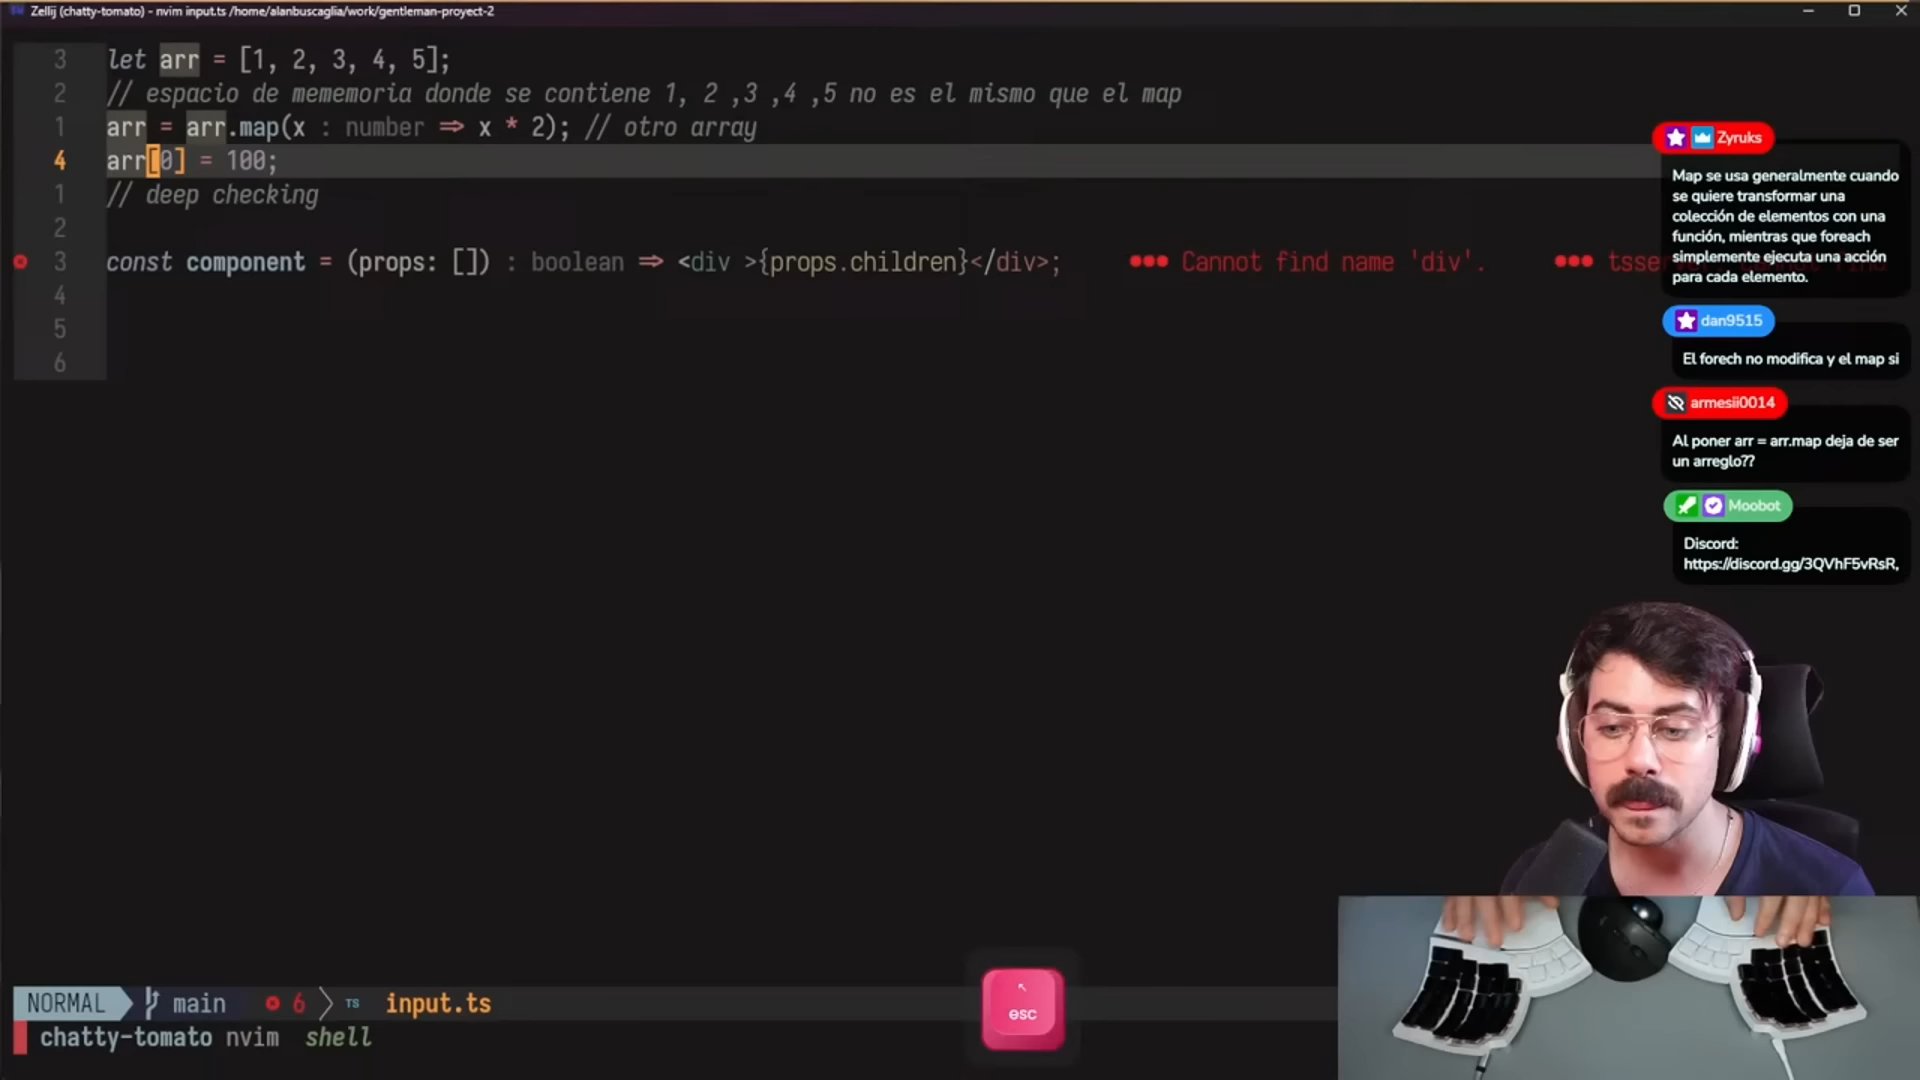 Zellij (chatty-tomato) - nvim input.ts /home/alanbuscaglia/work/gentleman-proyect-2
3 let arr = [1, 2, 3, 4, 5];
2 // espacio de mememoria donde se contiene 1, 2 ,3 ,4 ,5 no es el mismo que el map
1 arr = arr.map(x : number => x * 2); // otro array
4 arr[0] = 100;
1 // deep checking
2
3 const component = (props: []) : boolean => <div >{props.children}</div>; ••• Cannot find name 'div'. •••
4
5
6
Zyruks
Map se usa generalmente cuando
se quiere transformar una
colección de elementos con una
función, mientras que foreach
simplemente ejecuta una acción
para cada elemento.
dan9515
El forech no modifica y el map si
armesii0014
Al poner arr = arr.map deja de ser
un arreglo??
Moobot
Discord:
https://discord.gg/3QVhF5vRsR,
esc
NORMAL main 6 TS input.ts
chatty-tomato nvim shell